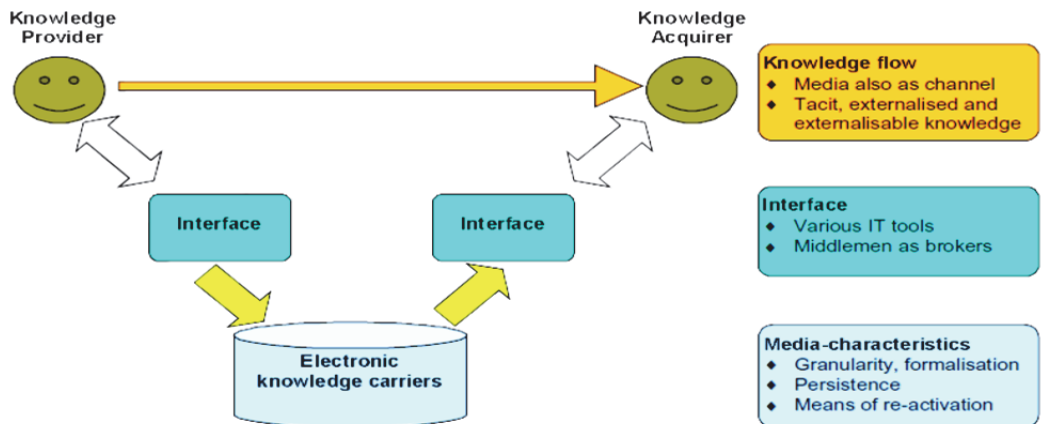 Knowledge
Provider
Knowledge
Acquirer
Knowledge flow
◆ Media also as channel
◆ Tacit, externalised and
externalisable knowledge
Interface
Interface
Interface
◆ Various IT tools
◆ Middlemen as brokers
Electronic
knowledge carriers
Media-characteristics
◆ Granularity, formalisation
◆ Persistence
◆ Means of re-activation